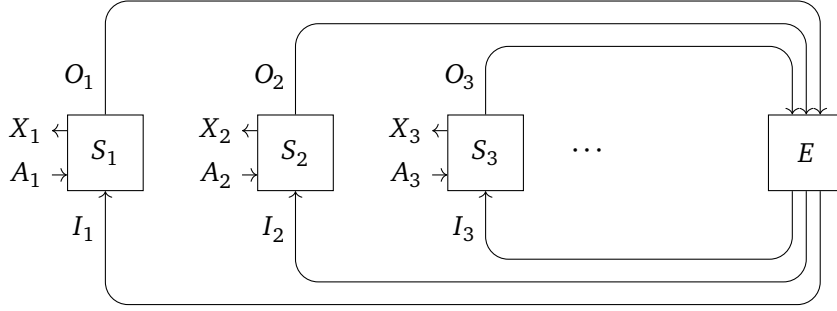 O₁ O₂ O₃
X₁ X₂ X₃
S₁ S₂ S₃ ⋯ E
A₁ A₂ A₃
I₁ I₂ I₃